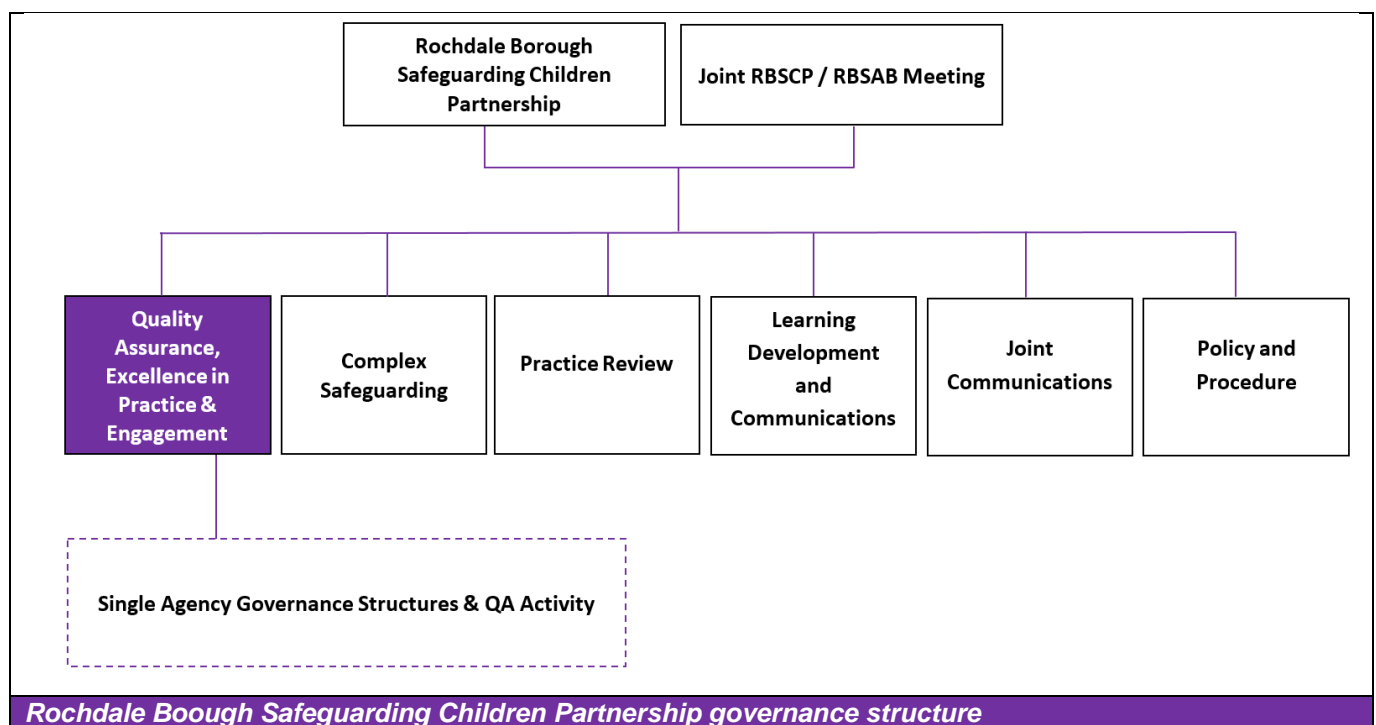 Rochdale Borough
Safeguarding Children
Partnership
Joint RBSCP / RBSAB Meeting
Quality
Assurance,
Excellence in
Practice &
Engagement
Complex
Safeguarding
Practice Review
Learning
Development
and
Communications
Joint
Communications
Policy and
Procedure
Single Agency Governance Structures & QA Activity
Rochdale Boough Safeguarding Children Partnership governance structure